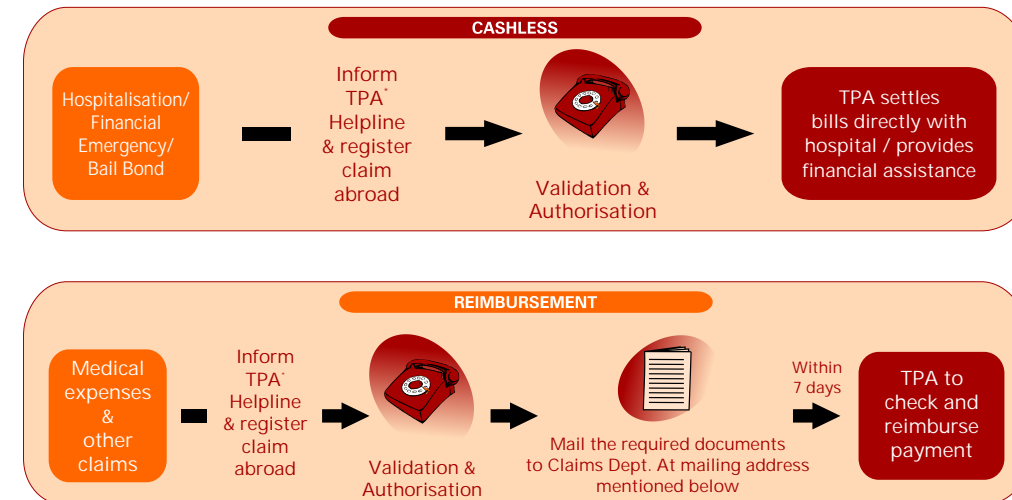 CASHLESS
Hospitalisation/
Financial
Emergency/
Bail Bond
Inform
TPA*
Helpline
& register
claim
abroad
Validation &
Authorisation
TPA settles
bills directly with
hospital / provides
financial assistance
REIMBURSEMENT
Medical
expenses
&
other
claims
Inform
TPA*
Helpline
& register
claim
abroad
Validation &
Authorisation
Mail the required documents
to Claims Dept. At mailing address
mentioned below
Within
7 days
TPA to
check and
reimburse
payment